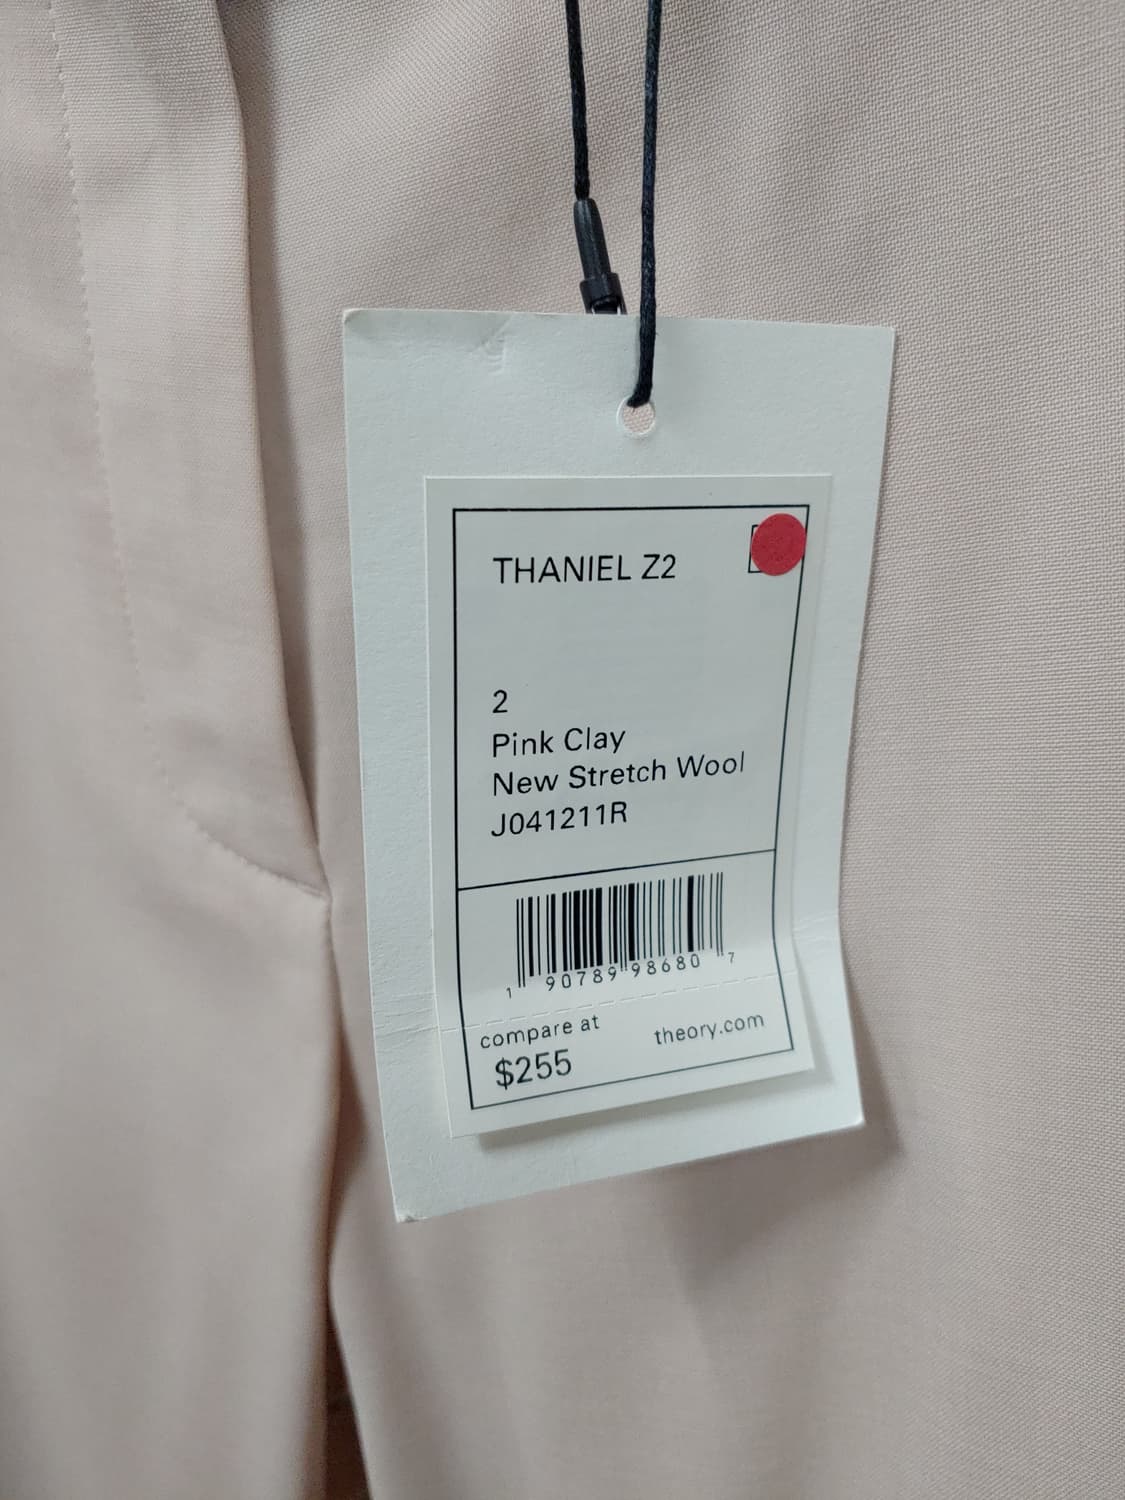 THANIEL Z2
2
Pink Clay
New Stretch Wool
J041211R
1 90789 98680 7
compare at
$255
theory.com